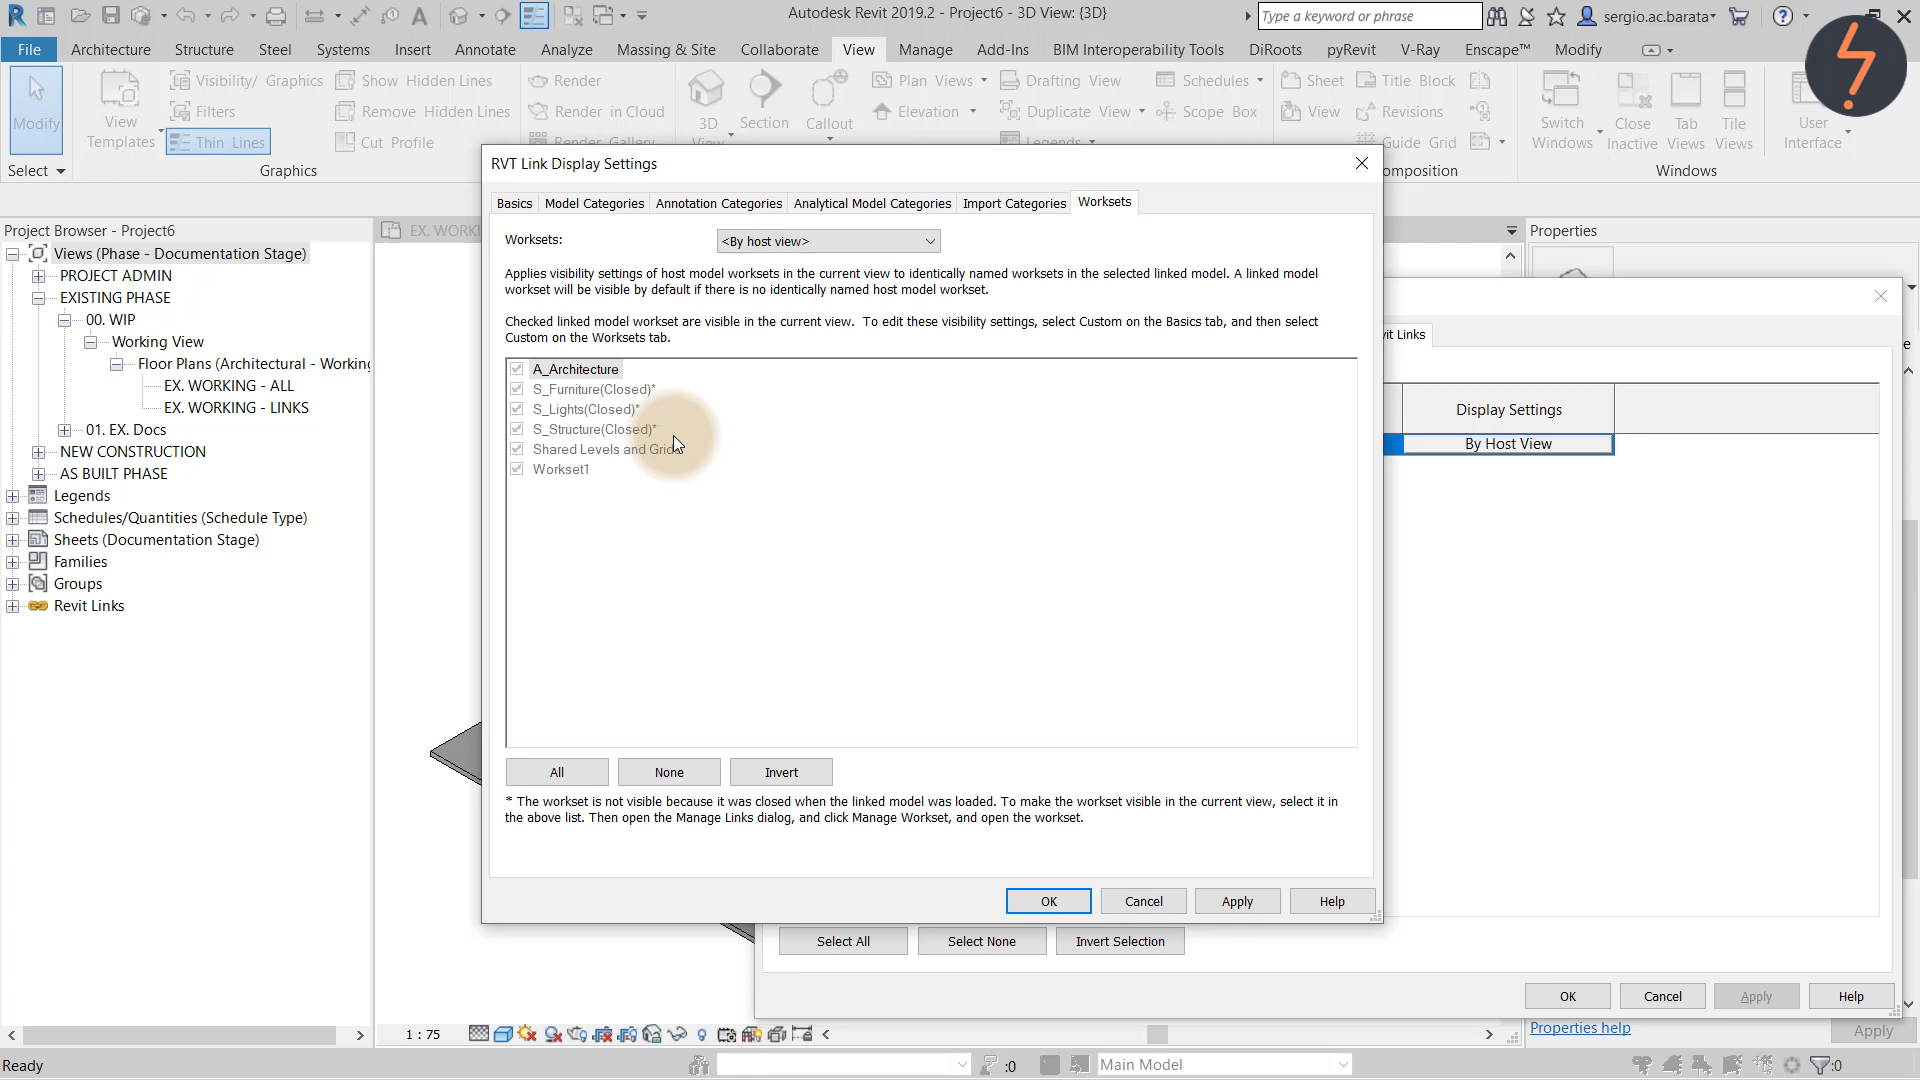 Autodesk Revit 2019.2 - Project6 - 3D View: {3D}
Type a keyword or phrase
sergio.ac.barata
File Architecture Structure Steel Systems Insert Annotate Analyze Massing & Site Collaborate View Manage Add-Ins BIM Interoperability Tools DiRoots pyRevit V-Ray Enscape™ Modify
Modify
View
Templates
Visibility/ Graphics
Filters
Thin Lines
Show Hidden Lines
Remove Hidden Lines
Cut Profile
Render
Render in Cloud
Render Gallery
3D
View
Section
Callout
Plan Views
Elevation
Legends
Drafting View
Duplicate View
Schedules
Scope Box
Sheet
View
Title Block
Revisions
Guide Grid
Switch
Windows
Close
Inactive
Tab
Views
Tile
Views
User
Interface
Select
Graphics
omposition
Windows
Project Browser - Project6
Views (Phase - Documentation Stage)
PROJECT ADMIN
EXISTING PHASE
00. WIP
Working View
Floor Plans (Architectural - Working
EX. WORKING - ALL
EX. WORKING - LINKS
01. EX. Docs
NEW CONSTRUCTION
AS BUILT PHASE
Legends
Schedules/Quantities (Schedule Type)
Sheets (Documentation Stage)
Families
Groups
Revit Links
EX. WORKI
RVT Link Display Settings
Basics Model Categories Annotation Categories Analytical Model Categories Import Categories Worksets
Worksets:
<By host view>
Applies visibility settings of host model worksets in the current view to identically named worksets in the selected linked model. A linked model
workset will be visible by default if there is no identically named host model workset.
Checked linked model workset are visible in the current view. To edit these visibility settings, select Custom on the Basics tab, and then select
Custom on the Worksets tab.
A_Architecture
S_Furniture(Closed)*
S_Lights(Closed)*
S_Structure(Closed)*
Shared Levels and Grids
Workset1
All None Invert
* The workset is not visible because it was closed when the linked model was loaded. To make the workset visible in the current view, select it in
the above list. Then open the Manage Links dialog, and click Manage Workset, and open the workset.
OK Cancel Apply Help
Properties
vit Links
Display Settings
By Host View
Select All Select None Invert Selection
OK Cancel Apply Help
Properties help
Apply
1 : 75
Ready
:0
Main Model
:0